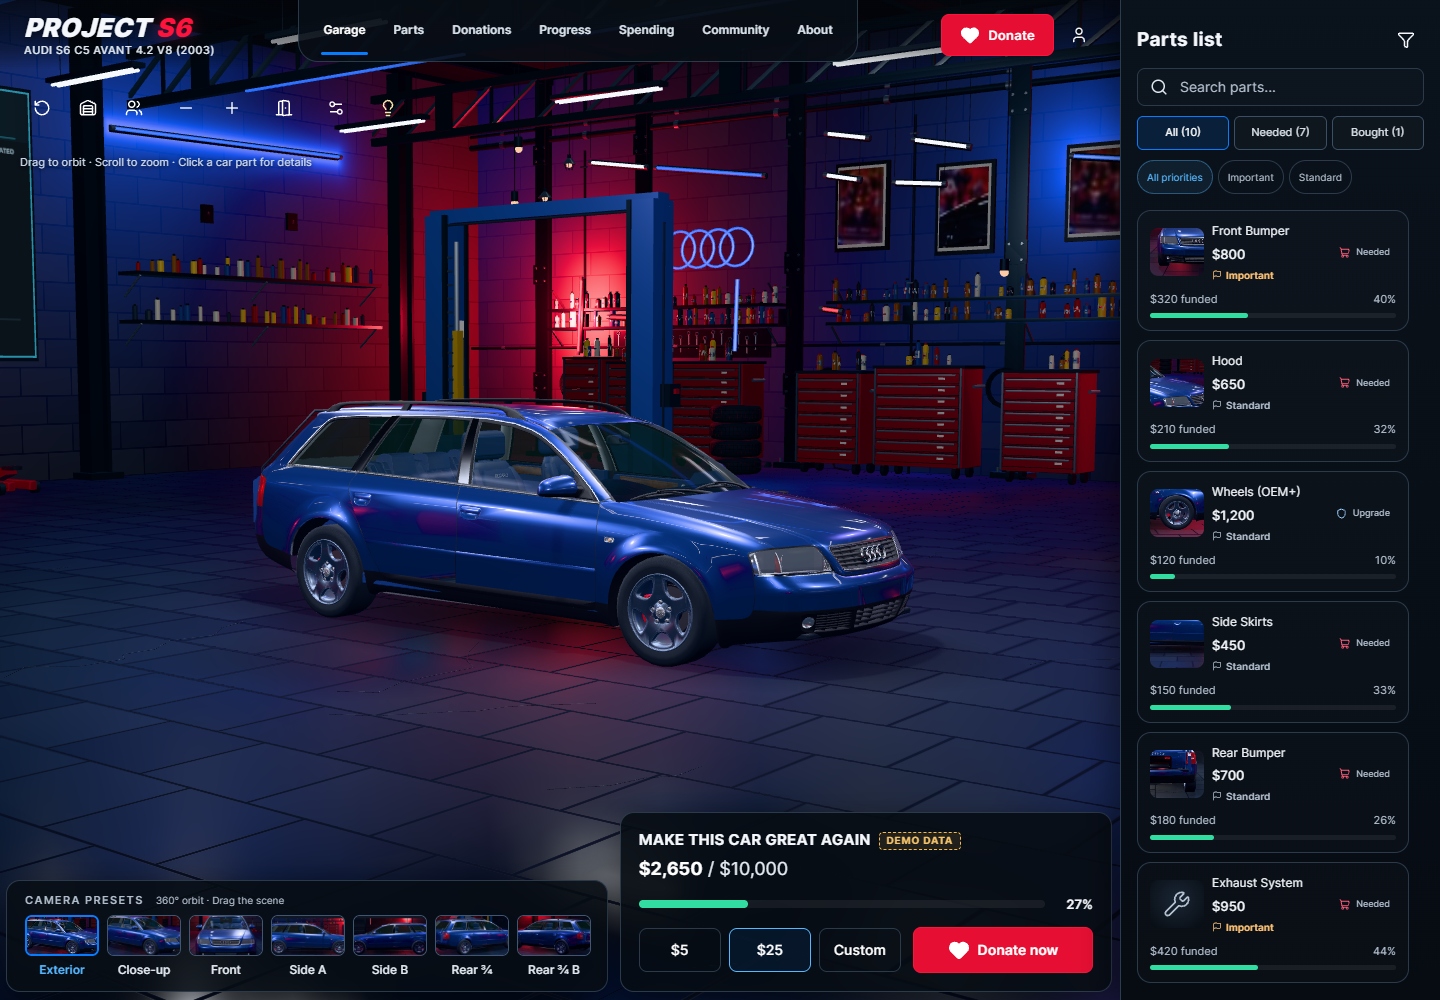 PROJECT S6
AUDI S6 C5 AVANT 4.2 V8 (2003)
Garage
Parts
Donations
Progress
Spending
Community
About
Donate
Drag to orbit · Scroll to zoom · Click a car part for details
MAKE THIS CAR GREAT AGAIN
DEMO DATA
$2,650 / $10,000
27%
$5
$25
Custom
Donate now
CAMERA PRESETS
360° orbit · Drag the scene
Exterior
Close-up
Front
Side A
Side B
Rear ¾
Rear ¾ B
Parts list
Search parts...
All (10)
Needed (7)
Bought (1)
All priorities
Important
Standard
Front Bumper
$800
Needed
Important
$320 funded
40%
Hood
$650
Needed
Standard
$210 funded
32%
Wheels (OEM+)
$1,200
Upgrade
Standard
$120 funded
10%
Side Skirts
$450
Needed
Standard
$150 funded
33%
Rear Bumper
$700
Needed
Standard
$180 funded
26%
Exhaust System
$950
Needed
Important
$420 funded
44%